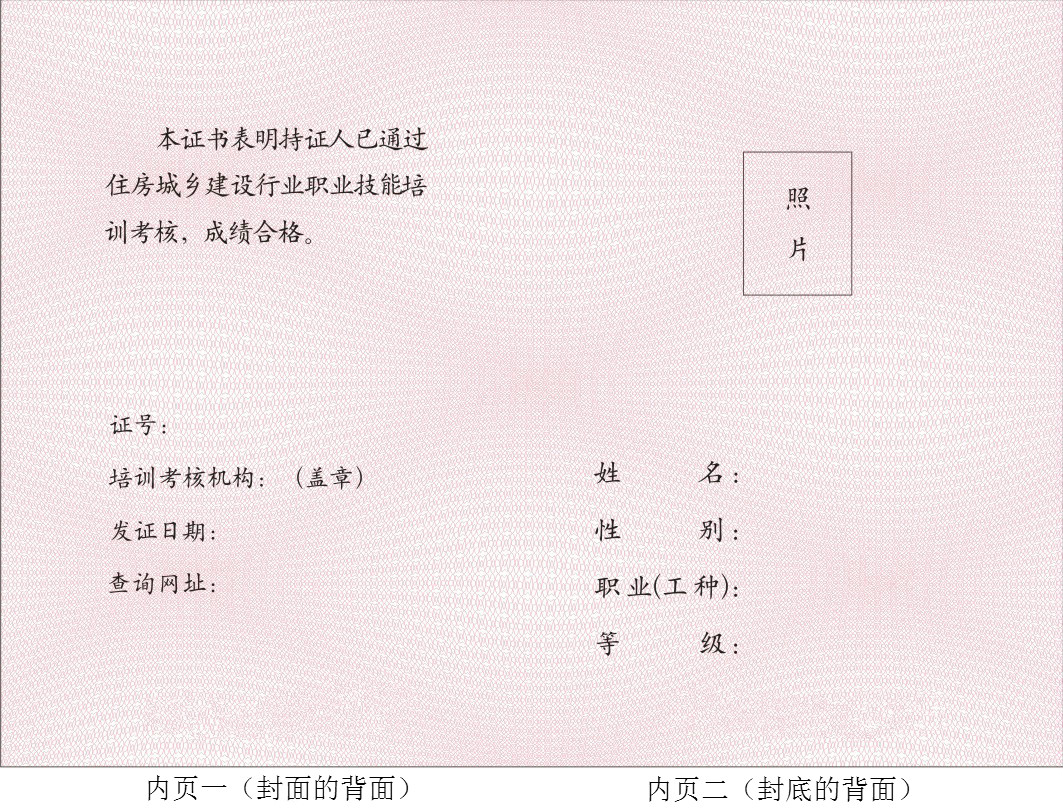 本证书表明持证人已通过
住房城乡建设行业职业技能培
训考核，成绩合格。
证号：
培训考核机构：（盖章）
发证日期：
查询网址：
照
片
姓 名：
性 别：
职业(工种)：
等 级：
内页一（封面的背面）
内页二（封底的背面）